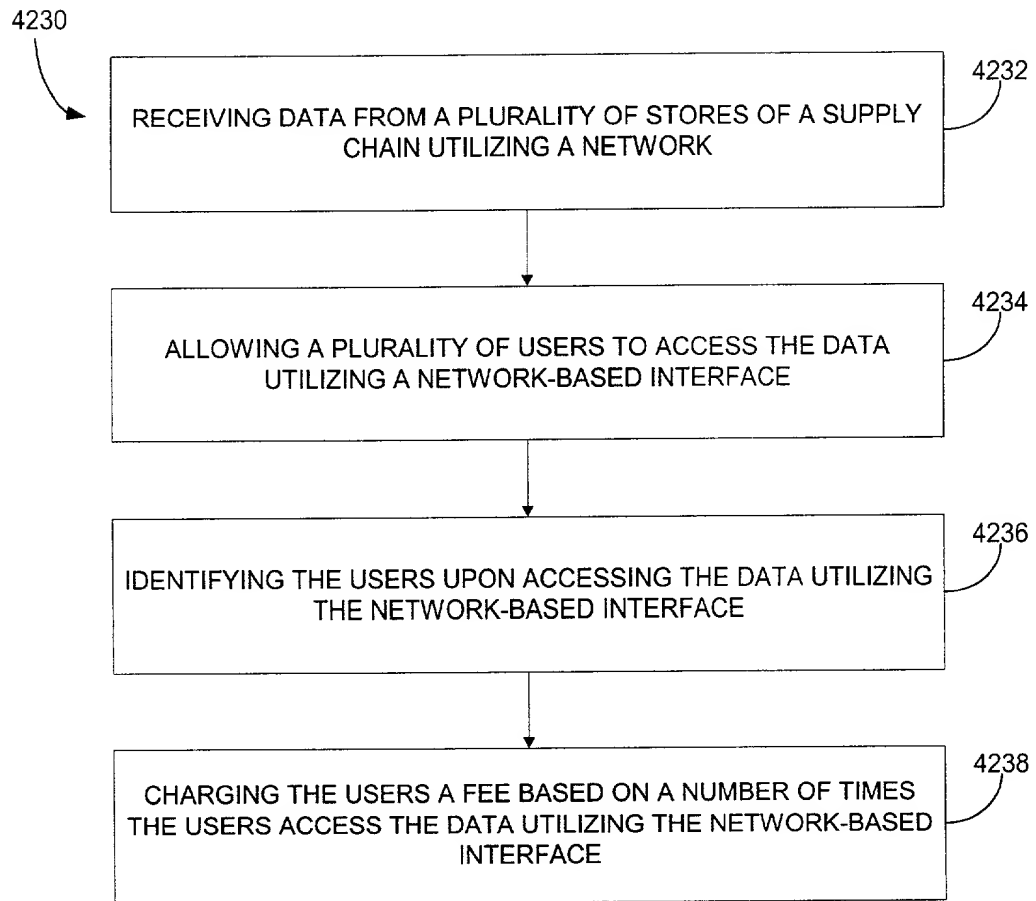 4230
4232
RECEIVING DATA FROM A PLURALITY OF STORES OF A SUPPLY
CHAIN UTILIZING A NETWORK
4234
ALLOWING A PLURALITY OF USERS TO ACCESS THE DATA
UTILIZING A NETWORK-BASED INTERFACE
4236
IDENTIFYING THE USERS UPON ACCESSING THE DATA UTILIZING
THE NETWORK-BASED INTERFACE
4238
CHARGING THE USERS A FEE BASED ON A NUMBER OF TIMES
THE USERS ACCESS THE DATA UTILIZING THE NETWORK-BASED
INTERFACE